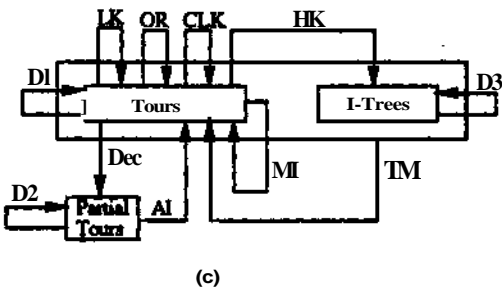 LK OR CLK HK
D1 Tours I-Trees D3
Dec MI TM
D2 Partial AI
Tours
(c)